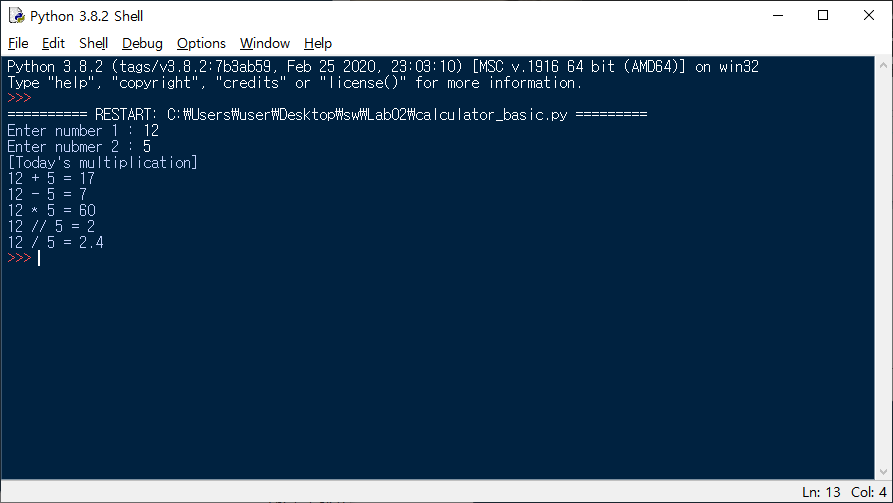 Python 3.8.2 Shell
File Edit Shell Debug Options Window Help
Python 3.8.2 (tags/v3.8.2:7b3ab59, Feb 25 2020, 23:03:10) [MSC v.1916 64 bit (AMD64)] on win32
Type "help", "copyright", "credits" or "license()" for more information.
>>>
========== RESTART: C:₩Users₩user₩Desktop₩sw₩Lab02₩calculator_basic.py =========
Enter number 1 : 12
Enter nubmer 2 : 5
[Today's multiplication]
12 + 5 = 17
12 - 5 = 7
12 * 5 = 60
12 // 5 = 2
12 / 5 = 2.4
>>>
Ln: 13 Col: 4